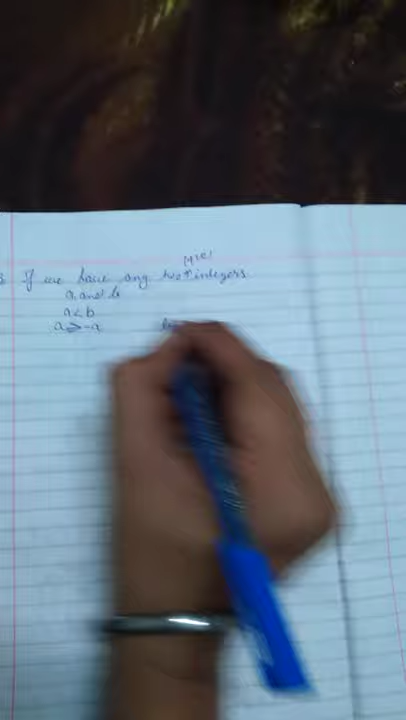 If we have any two integers
a and b
a < b
a > -a